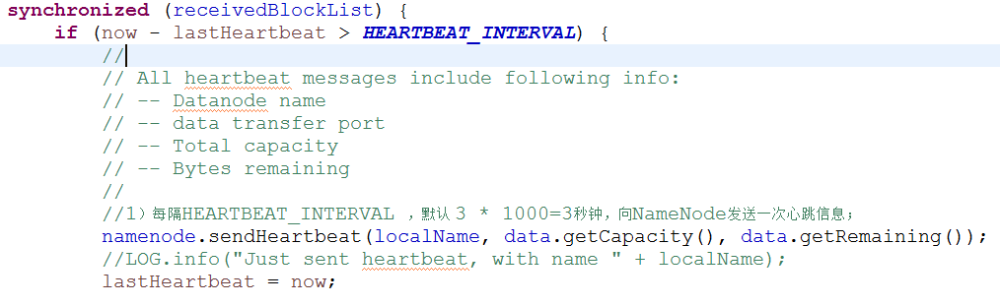 synchronized (receivedBlockList) {
if (now - lastHeartbeat > HEARTBEAT_INTERVAL) {
//
// All heartbeat messages include following info:
// -- Datanode name
// -- data transfer port
// -- Total capacity
// -- Bytes remaining
//
//1）每隔HEARTBEAT_INTERVAL ，默认 3 * 1000=3秒钟，向NameNode发送一次心跳信息；
namenode.sendHeartbeat(localName, data.getCapacity(), data.getRemaining());
//LOG.info("Just sent heartbeat, with name " + localName);
lastHeartbeat = now;